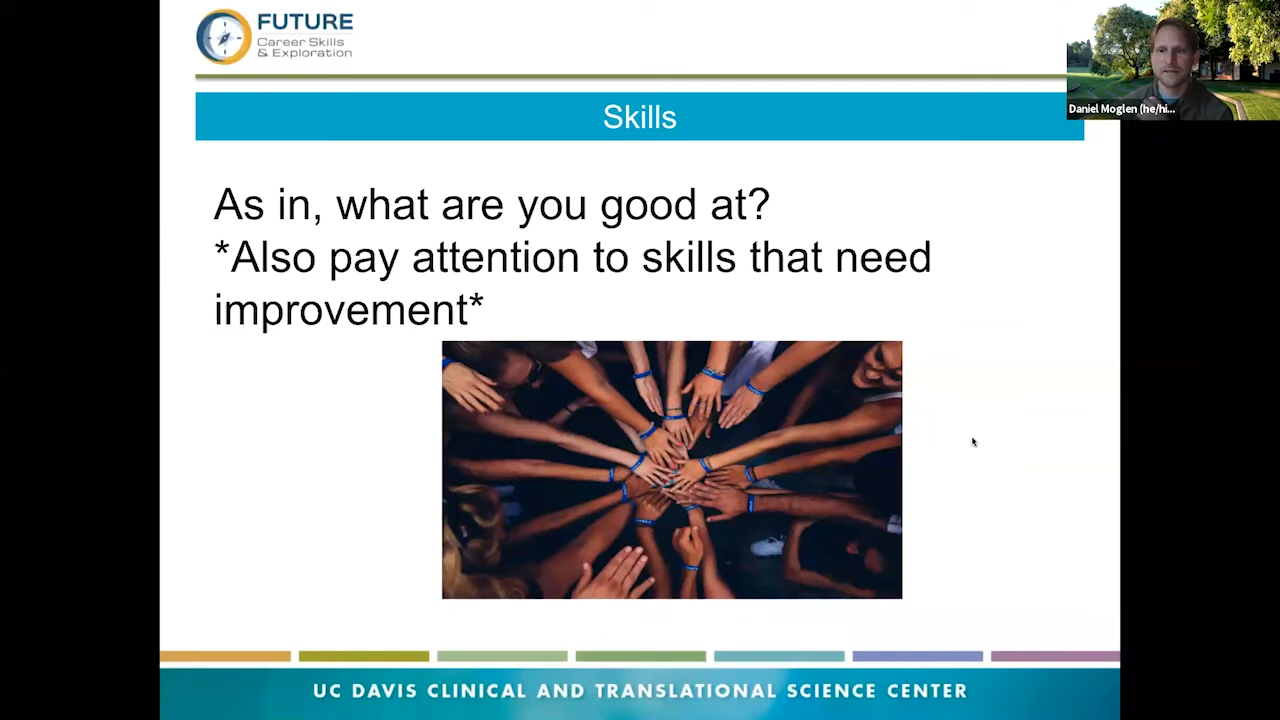 FUTURE
Career Skills
& Exploration
Daniel Moglen (he/hi...
Skills
As in, what are you good at?
*Also pay attention to skills that need
improvement*
UC DAVIS CLINICAL AND TRANSLATIONAL SCIENCE CENTER